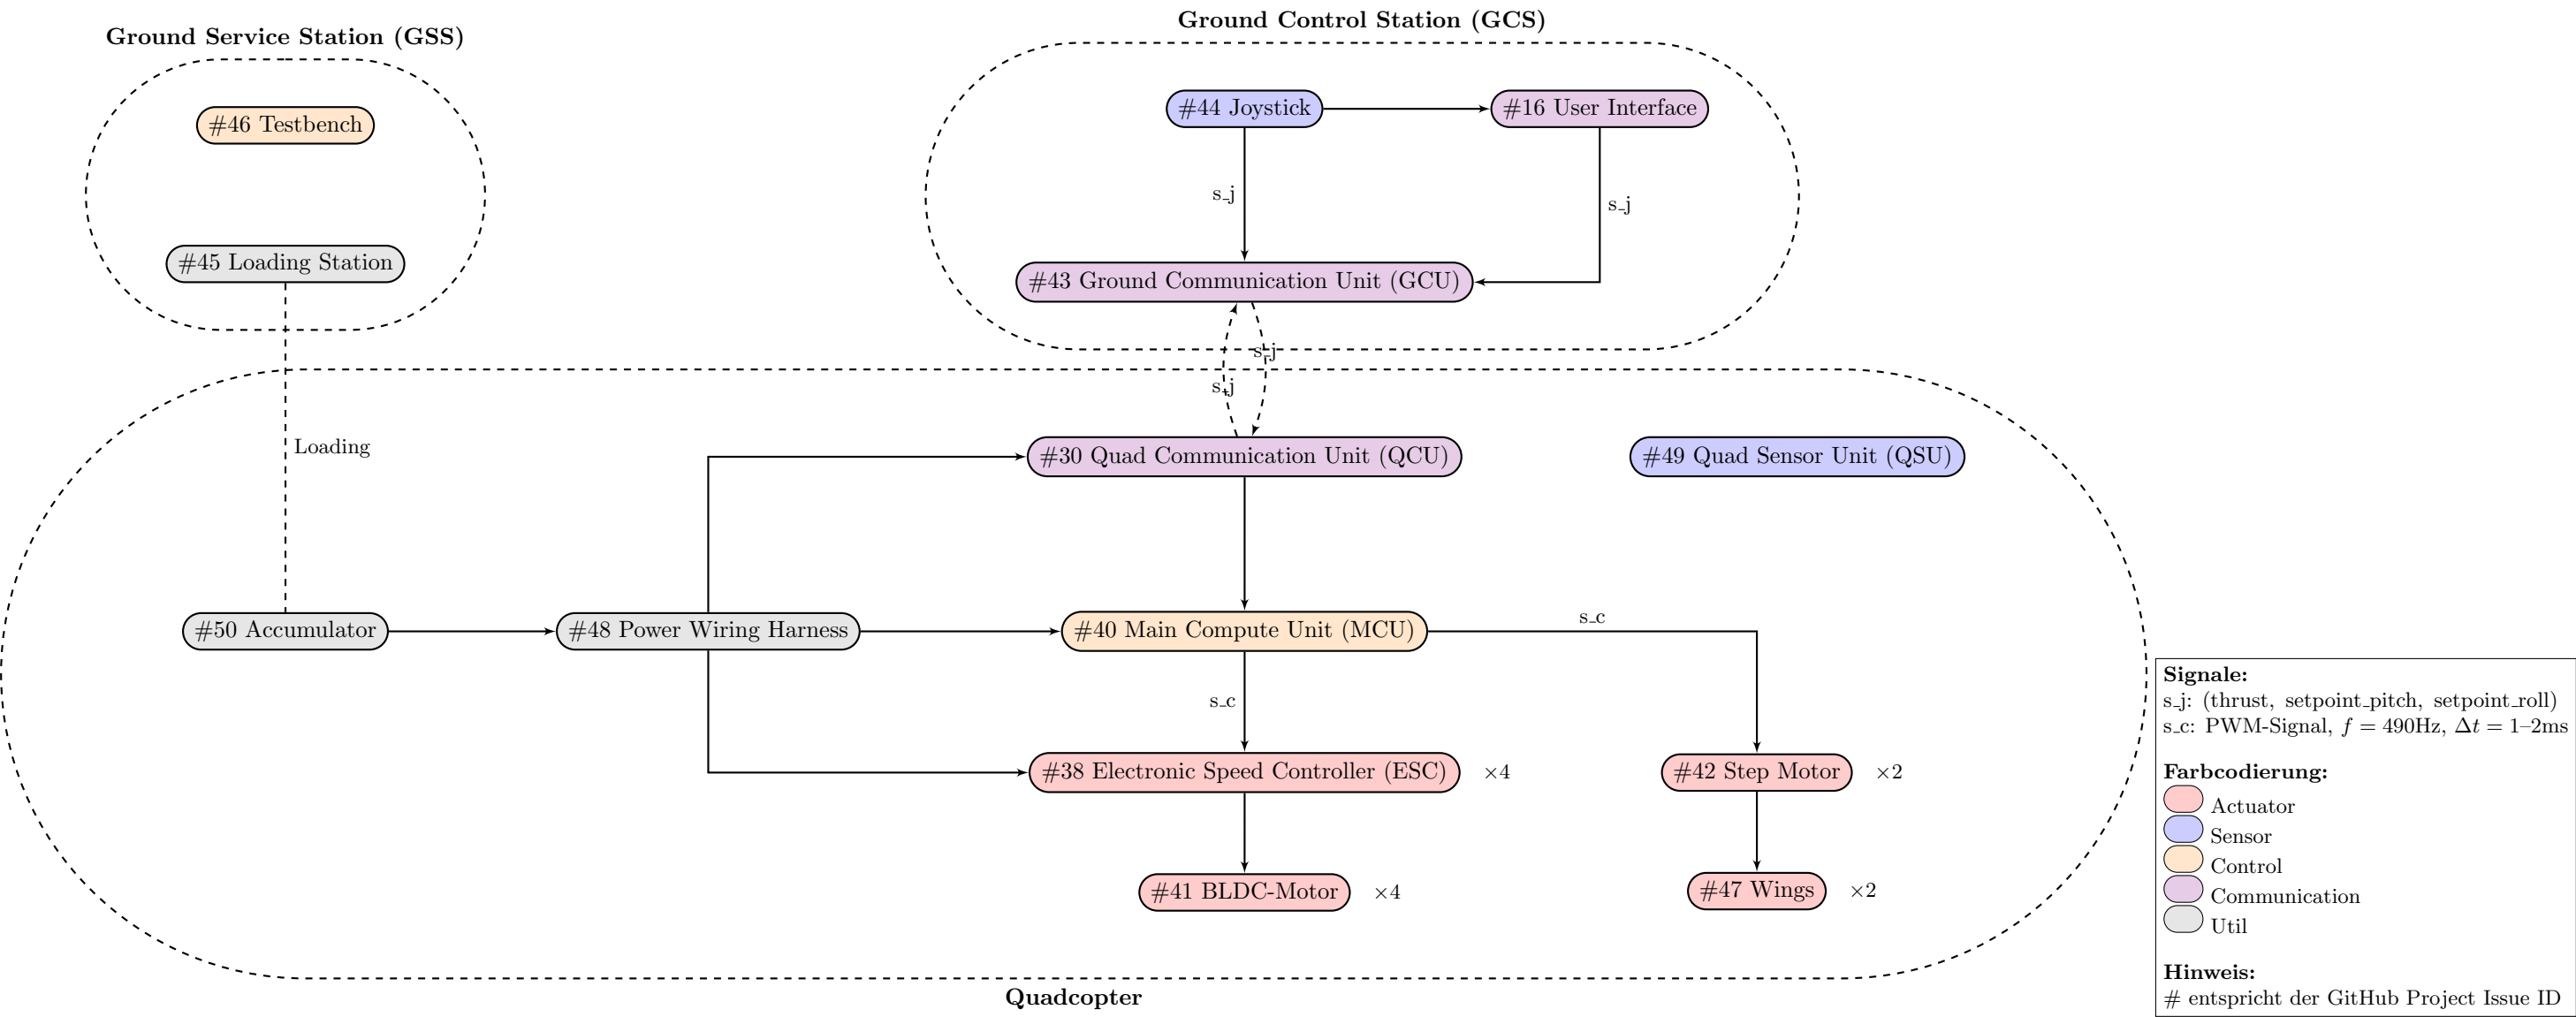 Ground Service Station (GSS)
#46 Testbench
#45 Loading Station
Ground Control Station (GCS)
#44 Joystick
#16 User Interface
s_j
s_j
#43 Ground Communication Unit (GCU)
s_j
s_j
Loading
#30 Quad Communication Unit (QCU)
#49 Quad Sensor Unit (QSU)
#50 Accumulator
#48 Power Wiring Harness
#40 Main Compute Unit (MCU)
s_c
s_c
#38 Electronic Speed Controller (ESC)
×4
#42 Step Motor
×2
#41 BLDC-Motor
×4
#47 Wings
×2
Quadcopter
Signale:
s_j: (thrust, setpoint_pitch, setpoint_roll)
s_c: PWM-Signal, f = 490Hz, Δt = 1–2ms
Farbcodierung:
Actuator
Sensor
Control
Communication
Util
Hinweis:
# entspricht der GitHub Project Issue ID